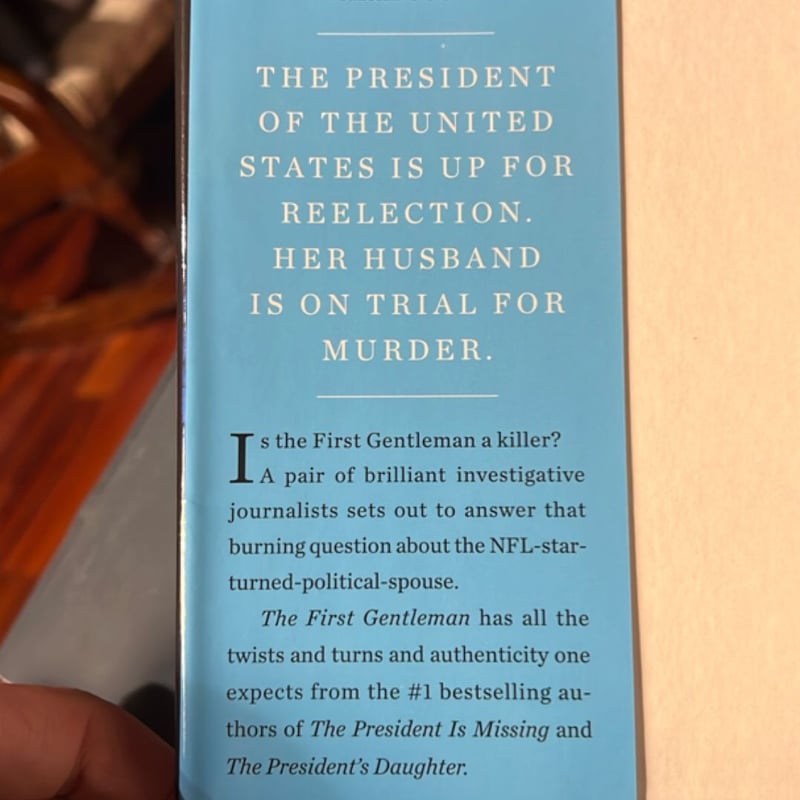 THE PRESIDENT
OF THE UNITED
STATES IS UP FOR
REELECTION.
HER HUSBAND
IS ON TRIAL FOR
MURDER.
Is the First Gentleman a killer?
A pair of brilliant investigative
journalists sets out to answer that
burning question about the NFL-star-
turned-political-spouse.
The First Gentleman has all the
twists and turns and authenticity one
expects from the #1 bestselling au-
thors of The President Is Missing and
The President's Daughter.